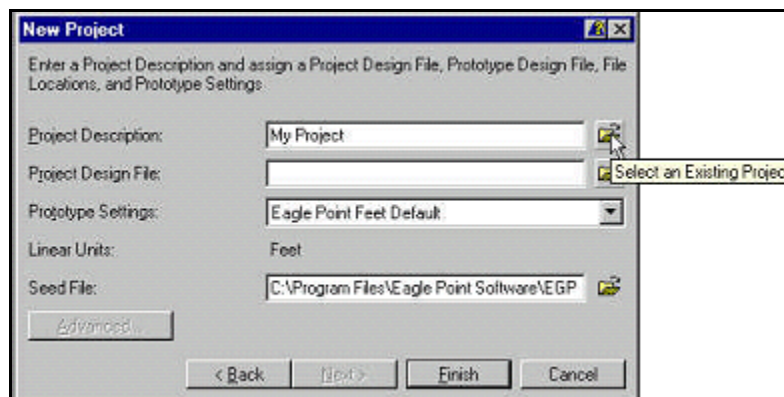 New Project
Enter a Project Description and assign a Project Design File, Prototype Design File, File
Locations, and Prototype Settings
Project Description: My Project
Select an Existing Projec
Project Design File:
Prototype Settings: Eagle Point Feet Default
Linear Units: Feet
Seed File: C:\Program Files\Eagle Point Software\EGP
Advanced...
< Back Next > Finish Cancel